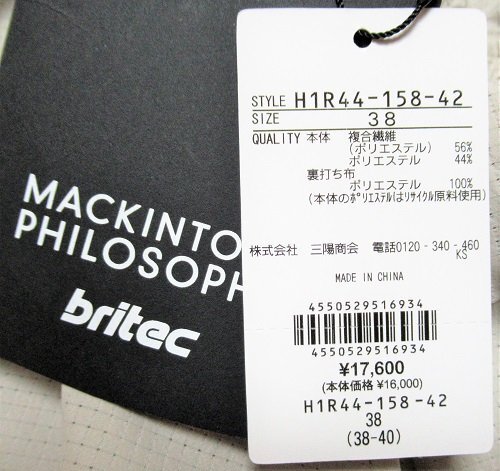 MACKINTO
PHILOSOPH
britec
STYLE H1R44-158-42
SIZE 38
QUALITY 本体 複合繊維
(ポリエステル) 56%
ポリエステル 44%
裏打ち布
ポリエステル 100%
(本体のポリエステルはリサイクル原料使用)
株式会社 三陽商会 電話0120-340-460
KS
MADE IN CHINA
4550529516934
4550529516934
¥17,600
(本体価格 ¥16,000)
H1R44-158-42
38
(38-40)